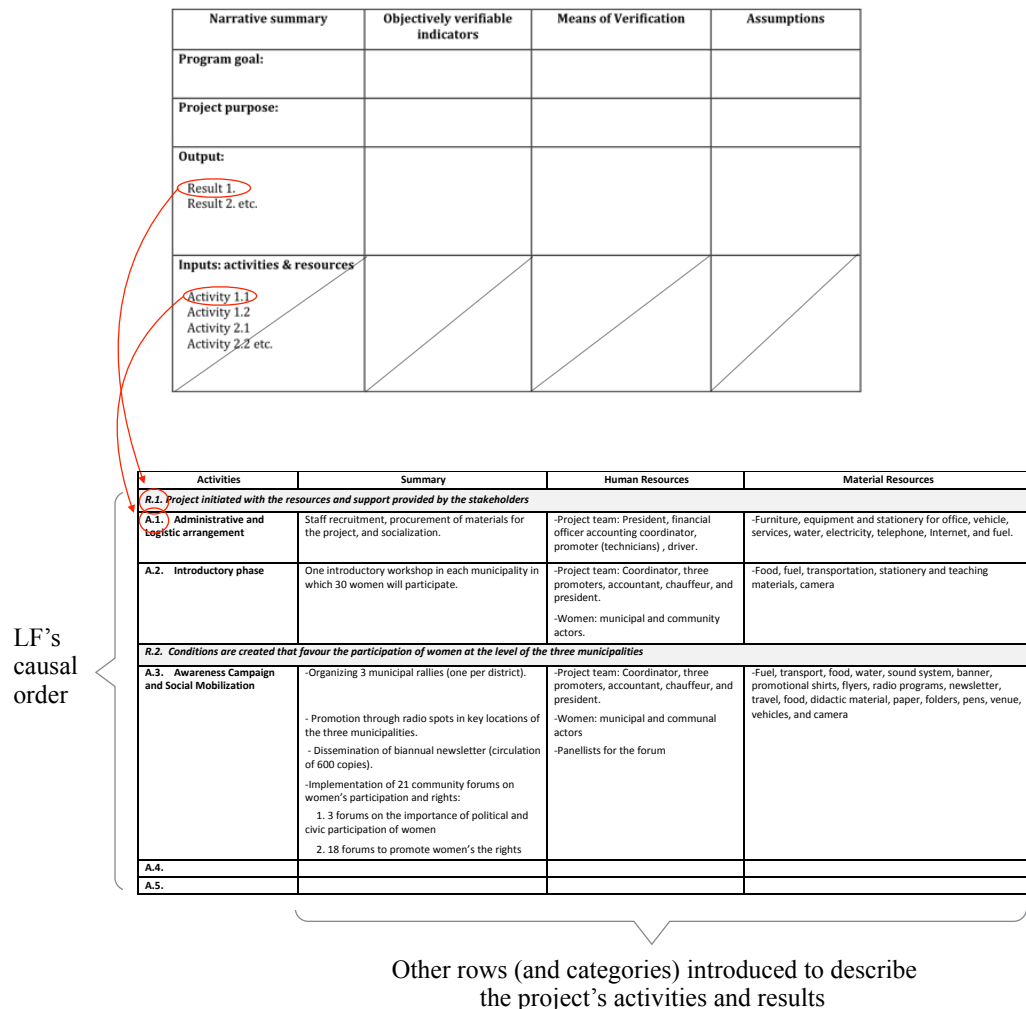 Narrative summary
Objectively verifiable
indicators
Means of Verification
Assumptions
Program goal:
Project purpose:
Output:
Result 1.
Result 2. etc.
Inputs: activities & resources
Activity 1.1
Activity 1.2
Activity 2.1
Activity 2.2 etc.
Activities
Summary
Human Resources
Material Resources
R.1. Project initiated with the resources and support provided by the stakeholders
A.1. Administrative and
Logistic arrangement
Staff recruitment, procurement of materials for
the project, and socialization.
-Project team: President, financial
officer accounting coordinator,
promoter (technicians) , driver.
-Furniture, equipment and stationery for office, vehicle,
services, water, electricity, telephone, Internet, and fuel.
A.2. Introductory phase
One introductory workshop in each municipality in
which 30 women will participate.
-Project team: Coordinator, three
promoters, accountant, chauffeur, and
president.
-Women: municipal and community
actors.
-Food, fuel, transportation, stationery and teaching
materials, camera
R.2. Conditions are created that favour the participation of women at the level of the three municipalities
A.3. Awareness Campaign
and Social Mobilization
-Organizing 3 municipal rallies (one per district).
- Promotion through radio spots in key locations of
the three municipalities.
- Dissemination of biannual newsletter (circulation
of 600 copies).
-Implementation of 21 community forums on
women's participation and rights:
1. 3 forums on the importance of political and
civic participation of women
2. 18 forums to promote women's the rights
-Project team: Coordinator, three
promoters, accountant, chauffeur, and
president.
-Women: municipal and communal
actors
-Panellists for the forum
-Fuel, transport, food, water, sound system, banner,
promotional shirts, flyers, radio programs, newsletter,
travel, food, didactic material, paper, folders, pens, venue,
vehicles, and camera
A.4.
A.5.
LF's
causal
order
Other rows (and categories) introduced to describe
the project's activities and results